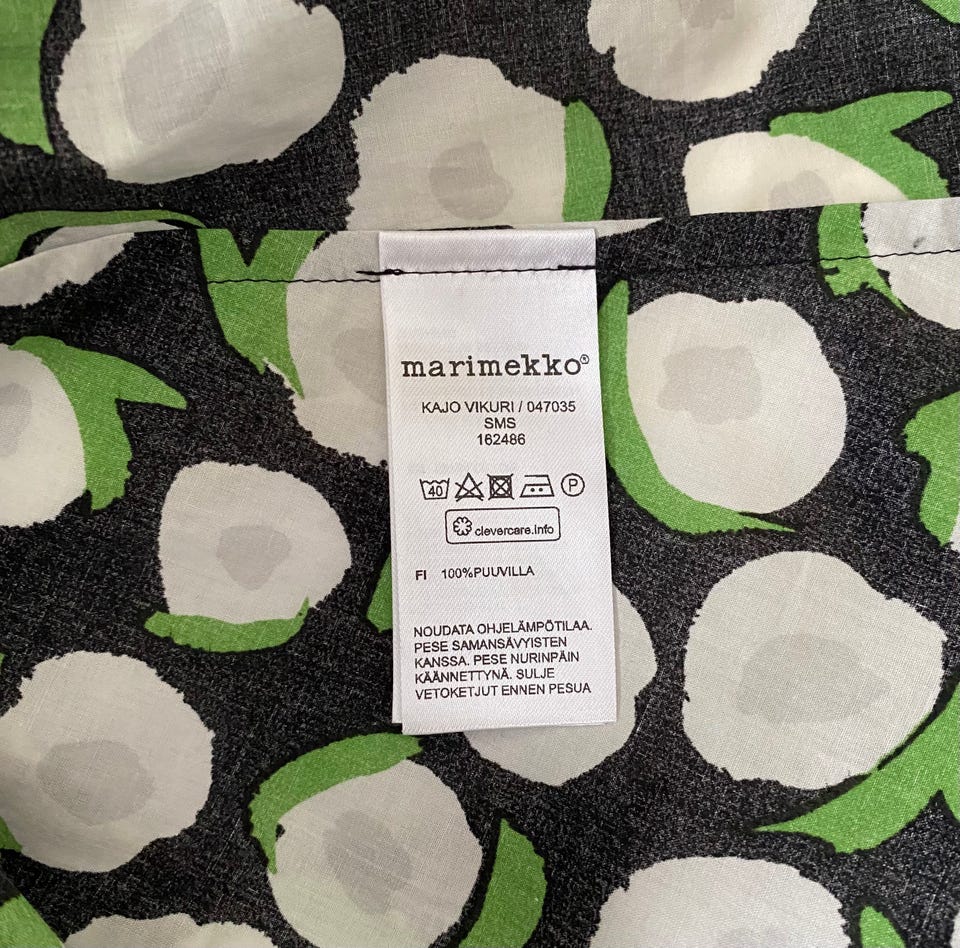 marimekko®
KAJO VIKURI / 047035
SMS
162486
40
P
clevercare.info
FI 100%PUUVILLA
NOUDATA OHJELÄMPÖTILAA.
PESE SAMANSÄVYISTEN
KANSSA. PESE NURINPÄIN
KÄÄNNETTYNÄ. SULJE
VETOKETJUT ENNEN PESUA